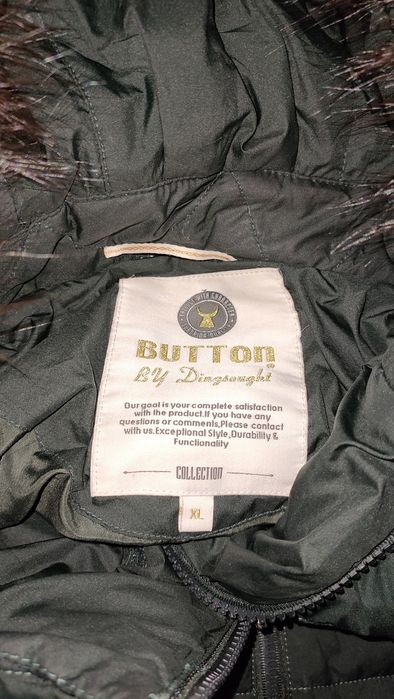 BUTTON
BY Dingsaught
Our goal is your complete satisfaction
with the product.If you have any
questions or comments,Please contact
with us.Exceptional Style,Durability &
Functionality
COLLECTION
XL